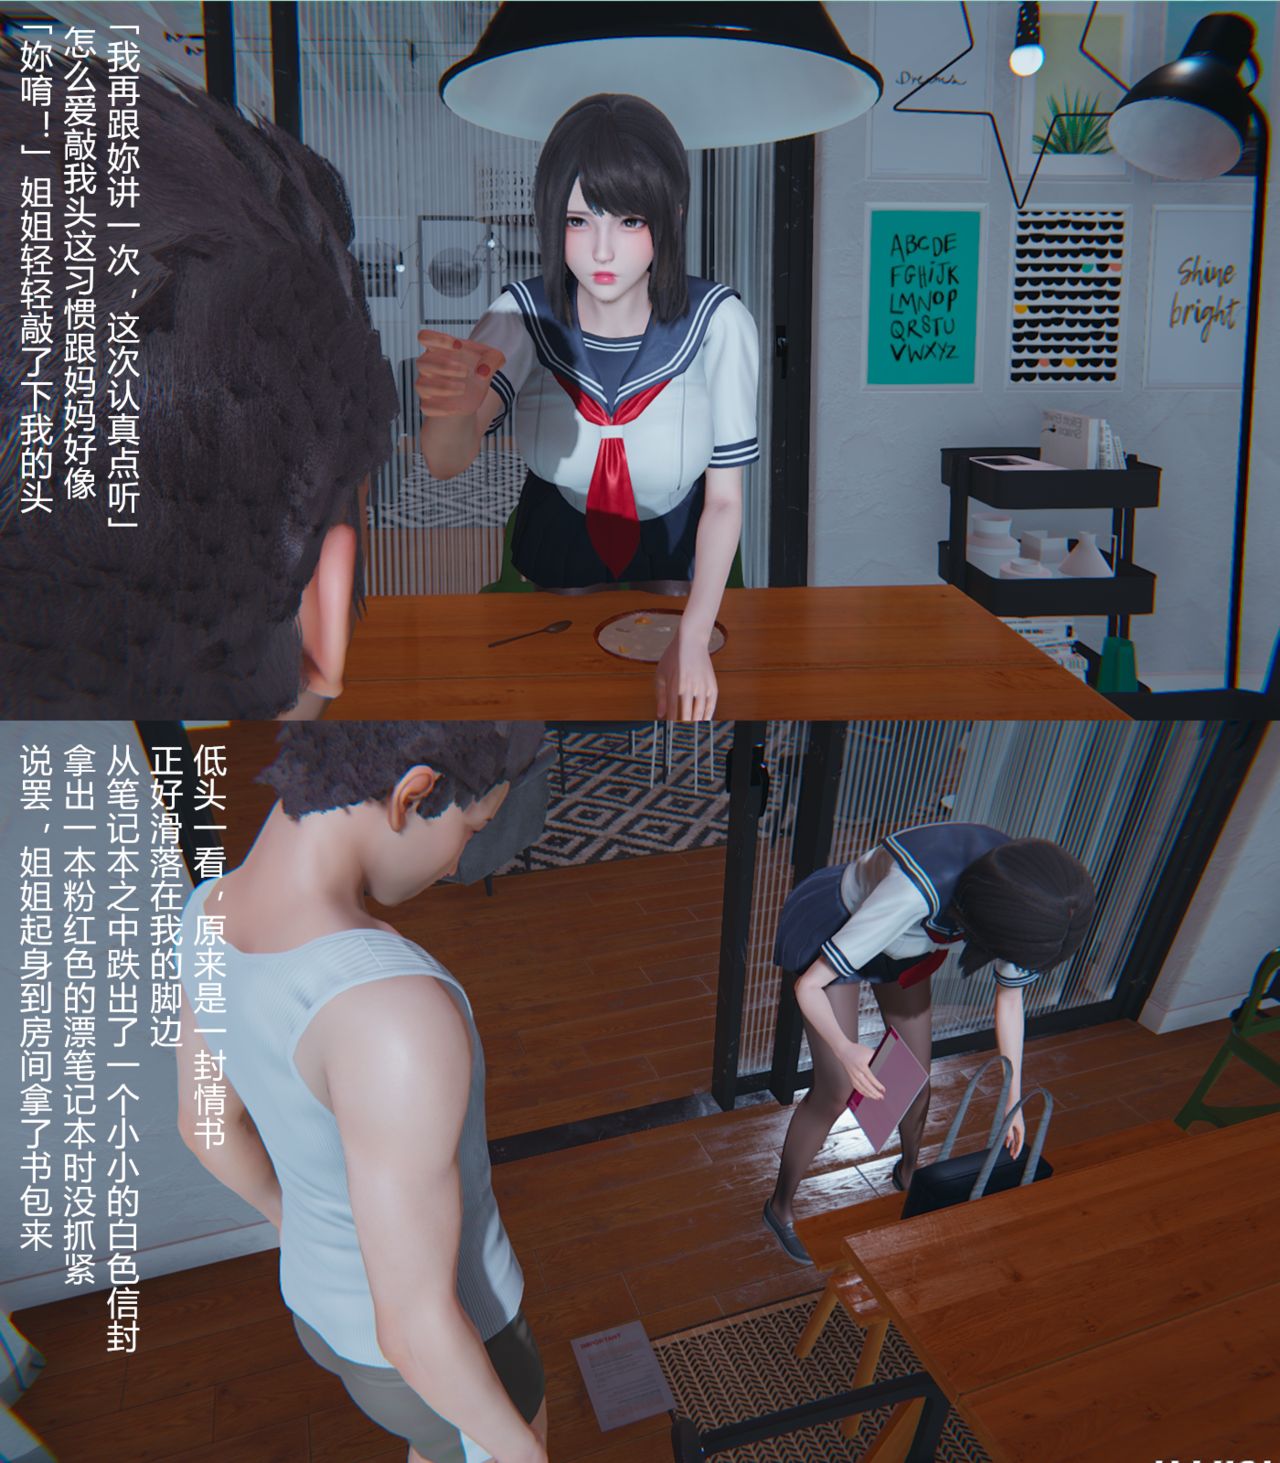 「妳唷！」姐姐轻轻敲了下我的头
怎么爱敲我头这习惯跟妈妈好像
「我再跟妳讲一次，这次认真点听」
ABCDE
FGHiJK
LMNOP
QRSTU
VWXYZ
Shine
bright
说罢，姐姐起身到房间拿了书包来
拿出一本粉红色的漂笔记本时没抓紧
从笔记本之中跌出了一个小小的白色信封
正好滑落在我的脚边
低头一看，原来是一封情书
IMPORTANT